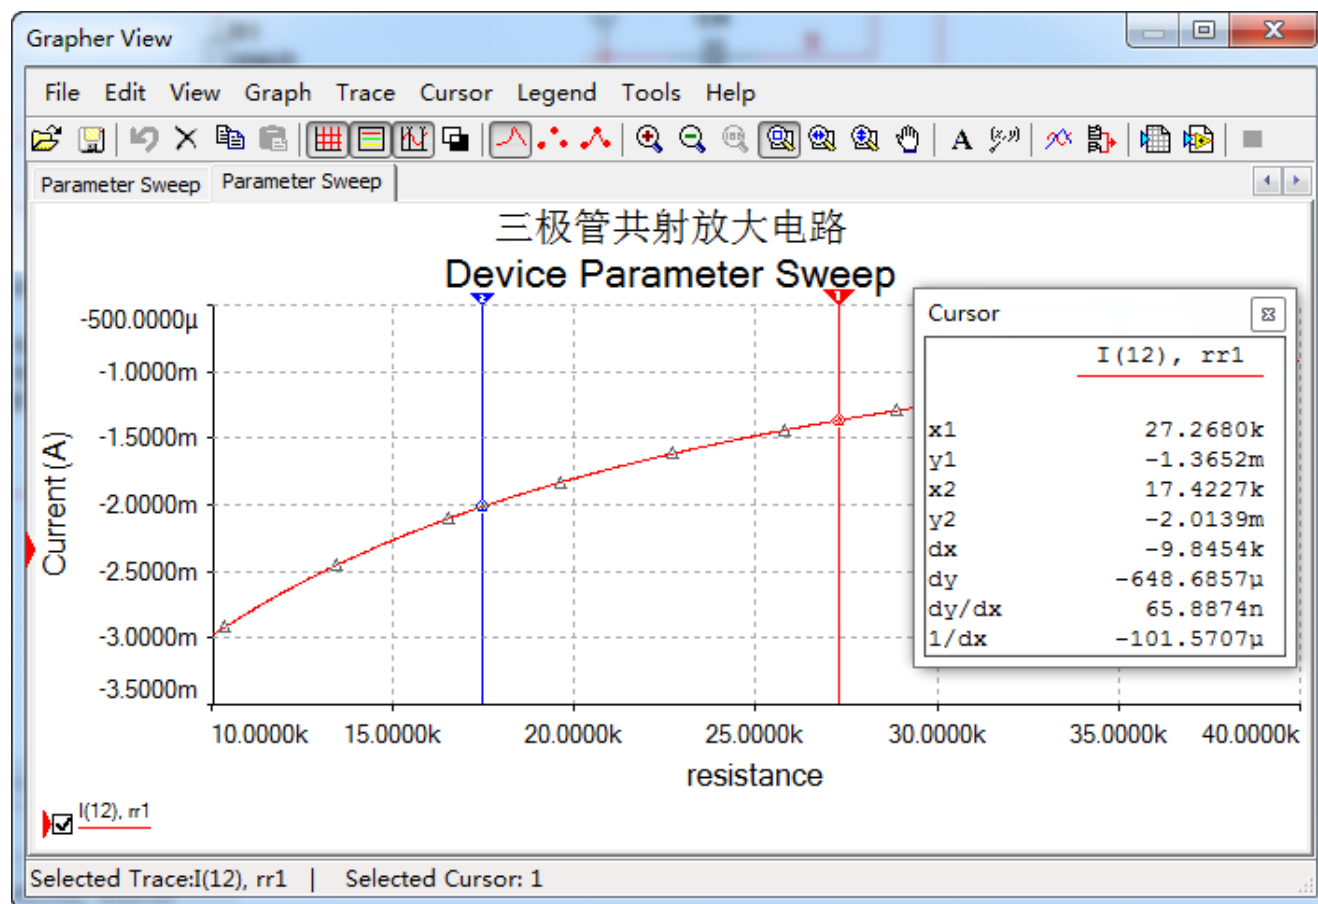 Grapher View
File Edit View Graph Trace Cursor Legend Tools Help
A (x,y)
Parameter Sweep Parameter Sweep
三极管共射放大电路
Device Parameter Sweep
2
1
-500.0000µ
-1.0000m
-1.5000m
-2.0000m
-2.5000m
-3.0000m
-3.5000m
Current(A)
10.0000k 15.0000k 20.0000k 25.0000k 30.0000k 35.0000k 40.0000k
resistance
Cursor
I(12), rr1
x1 27.2680k
y1 -1.3652m
x2 17.4227k
y2 -2.0139m
dx -9.8454k
dy -648.6857µ
dy/dx 65.8874n
1/dx -101.5707µ
I(12), rr1
Selected Trace:I(12), rr1 | Selected Cursor: 1